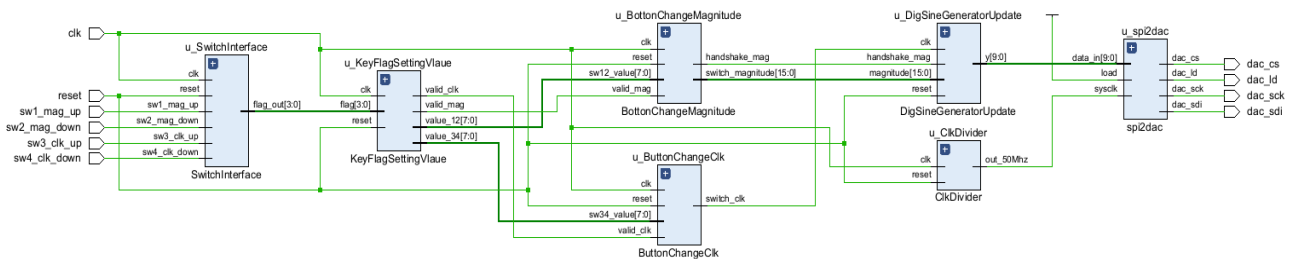 clk
reset
sw1_mag_up
sw2_mag_down
sw3_clk_up
sw4_clk_down
u_SwitchInterface
clk
reset
sw1_mag_up
sw2_mag_down
sw3_clk_up
sw4_clk_down
flag_out[3:0]
SwitchInterface
u_KeyFlagSettingVlaue
clk
flag[3:0]
reset
valid_clk
valid_mag
value_12[7:0]
value_34[7:0]
KeyFlagSettingVlaue
u_BottonChangeMagnitude
clk
reset
sw12_value[7:0]
valid_mag
handshake_mag
switch_magnitude[15:0]
BottonChangeMagnitude
u_ButtonChangeClk
clk
reset
sw34_value[7:0]
valid_clk
switch_clk
ButtonChangeClk
u_DigSineGeneratorUpdate
clk
handshake_mag
magnitude[15:0]
reset
y[9:0]
DigSineGeneratorUpdate
u_ClkDivider
clk
reset
out_50Mhz
ClkDivider
u_spi2dac
data_in[9:0]
load
sysclk
dac_cs
dac_ld
dac_sck
dac_sdi
spi2dac
dac_cs
dac_ld
dac_sck
dac_sdi